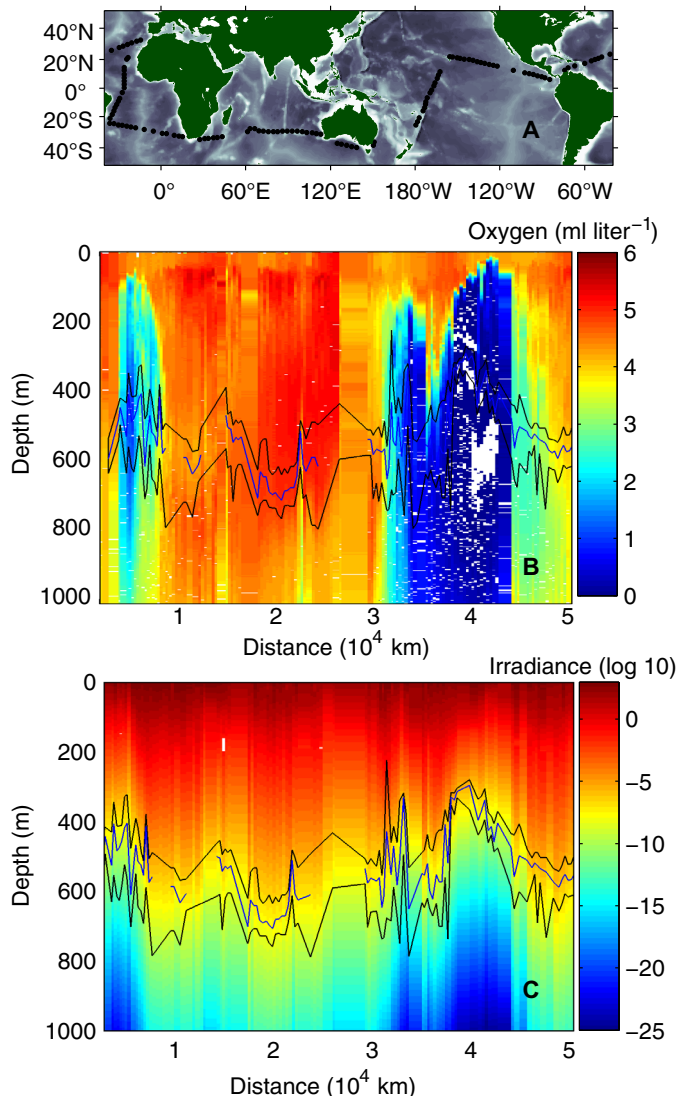 40°N
20°N
0°
20°S
40°S
A
0°
60°E
120°E
180°W
120°W
60°W
Oxygen (ml liter⁻¹)
0
200
400
600
800
1000
Depth (m)
B
6
5
4
3
2
1
0
1
2
3
4
5
Distance (10⁴ km)
Irradiance (log 10)
0
200
400
600
800
1000
Depth (m)
C
0
−5
−10
−15
−20
−25
1
2
3
4
5
Distance (10⁴ km)